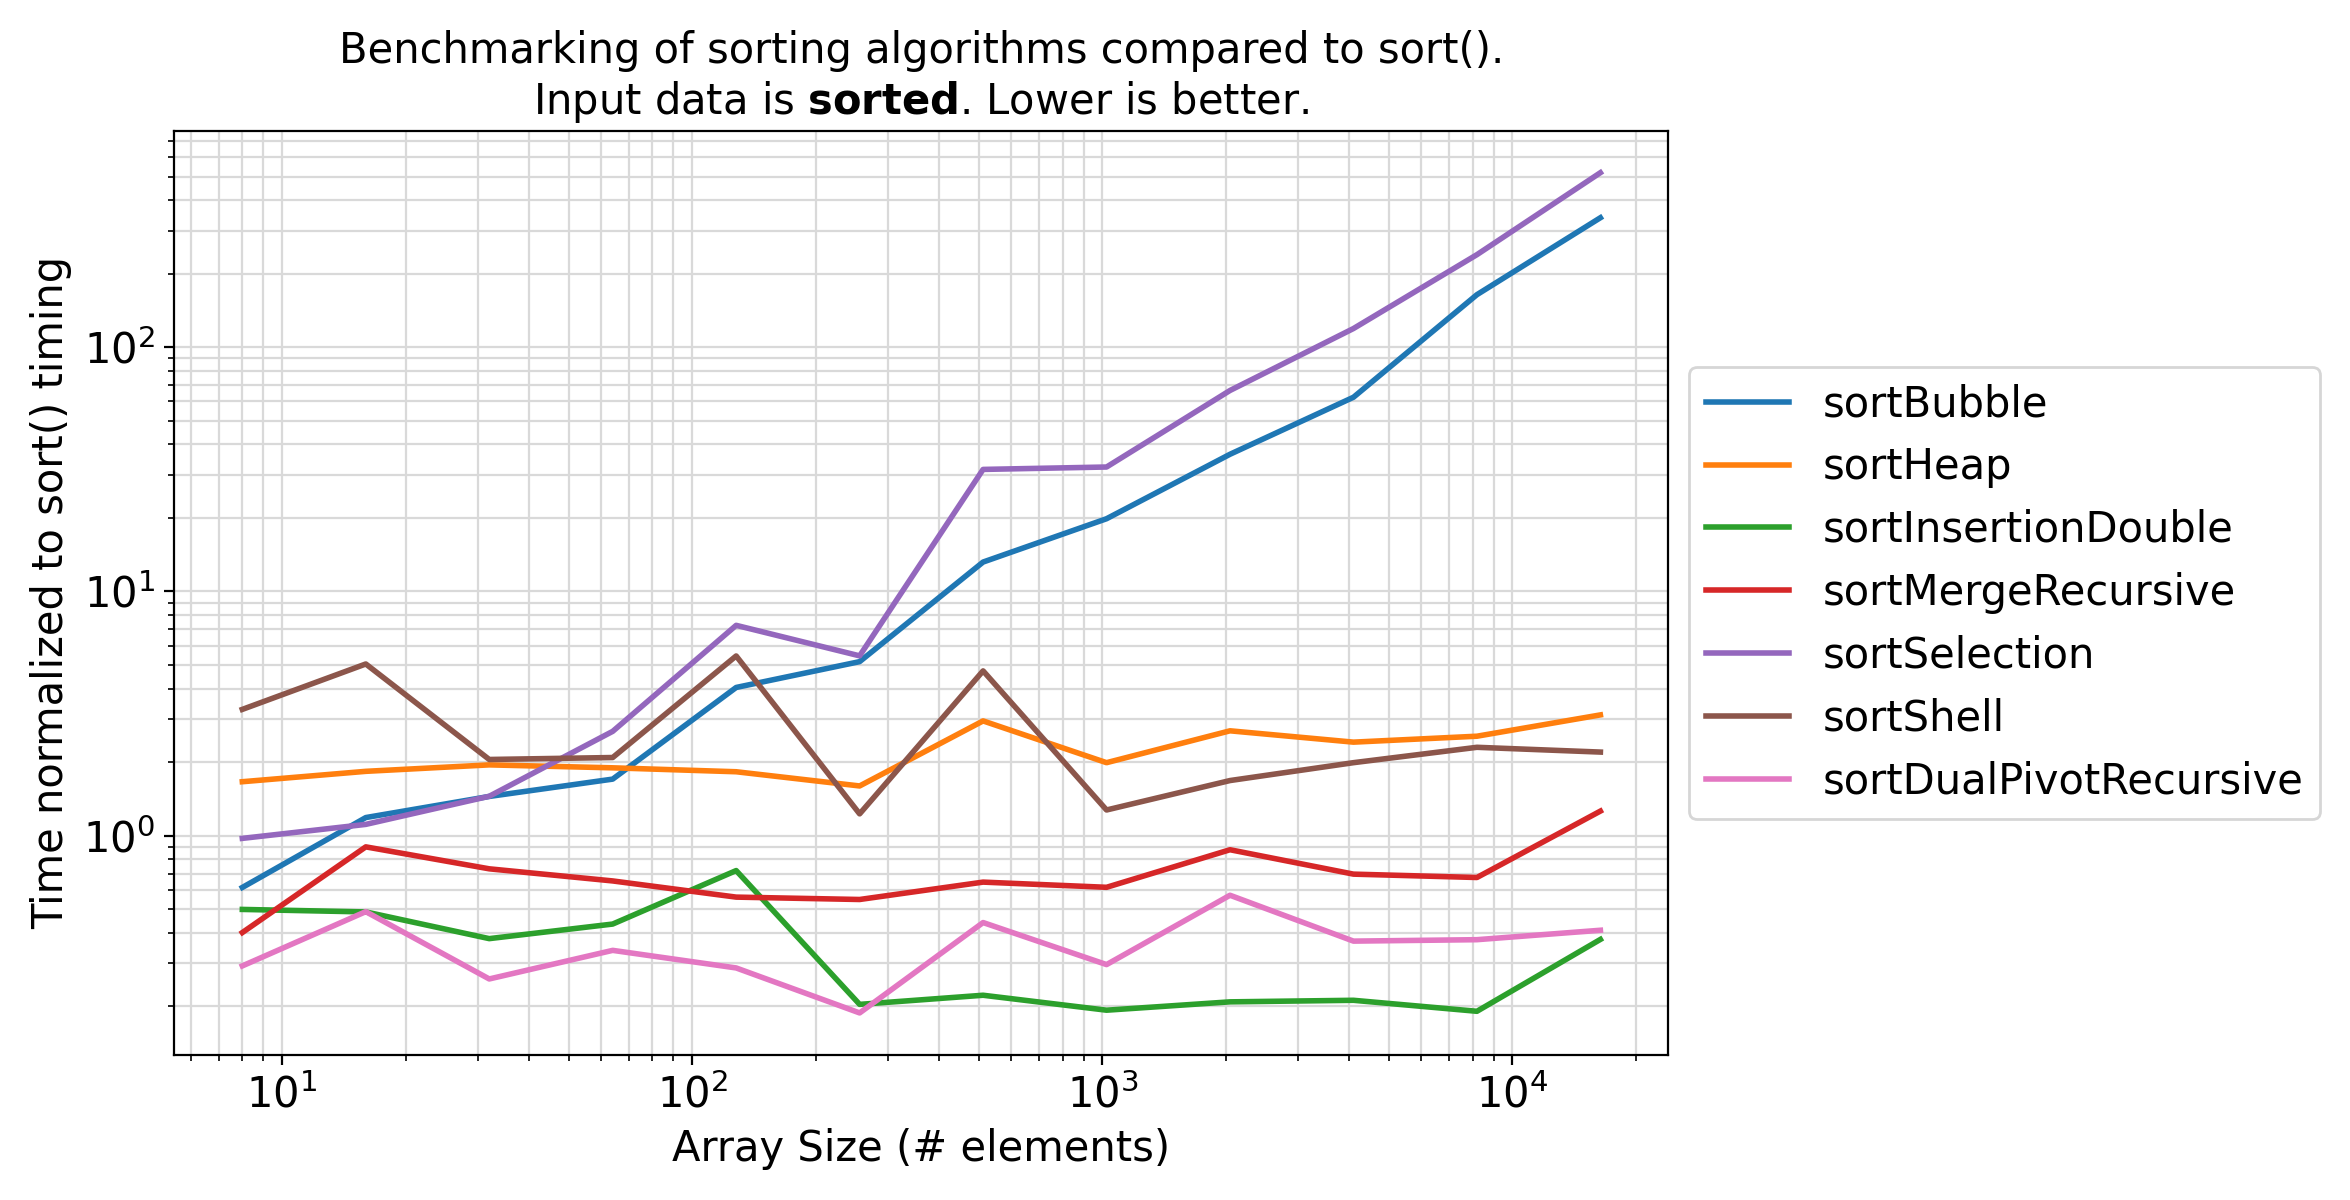 Benchmarking of sorting algorithms compared to sort().
Input data is sorted. Lower is better.
Time normalized to sort() timing
10²
10¹
10⁰
10¹ 10² 10³ 10⁴
Array Size (# elements)
sortBubble
sortHeap
sortInsertionDouble
sortMergeRecursive
sortSelection
sortShell
sortDualPivotRecursive